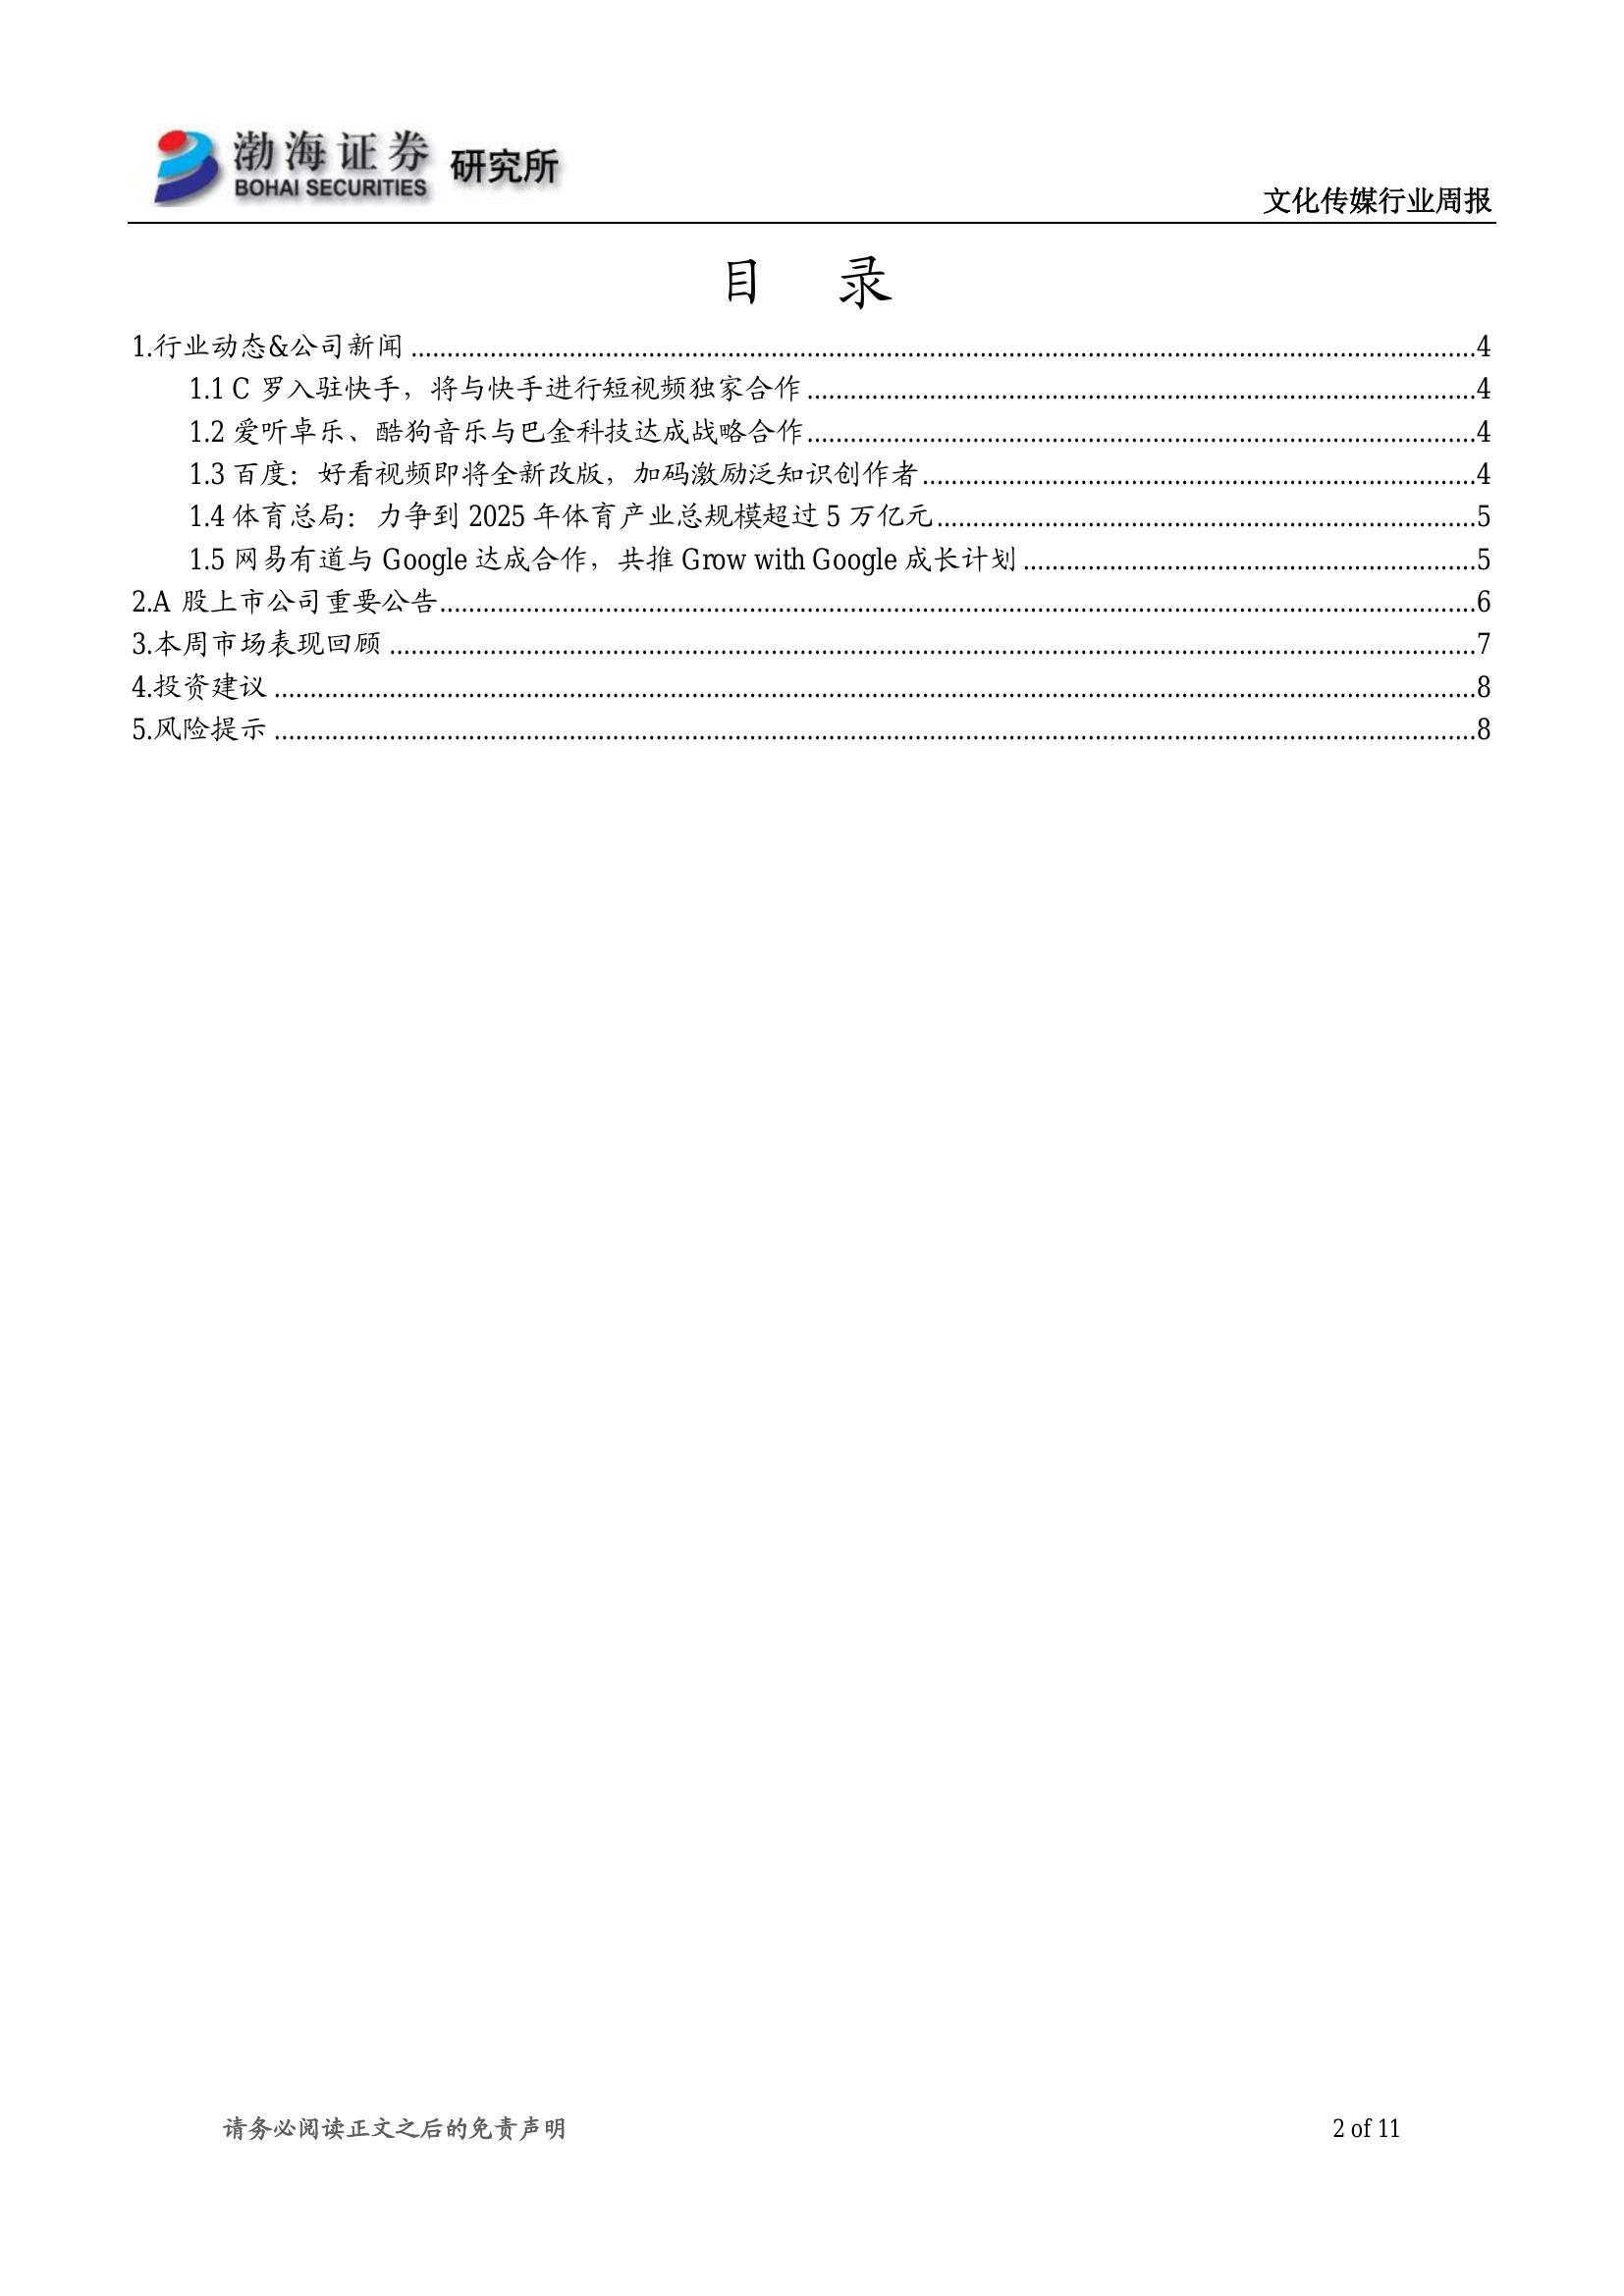 渤海证券 研究所
BOHAI SECURITIES
文化传媒行业周报
目 录
1.行业动态&公司新闻 ........ 4
1.1 C 罗入驻快手，将与快手进行短视频独家合作 ........ 4
1.2 爱听卓乐、酷狗音乐与巴金科技达成战略合作 ........ 4
1.3 百度：好看视频即将全新改版，加码激励泛知识创作者 ........ 4
1.4 体育总局：力争到 2025 年体育产业总规模超过 5 万亿元 ........ 5
1.5 网易有道与 Google 达成合作，共推 Grow with Google 成长计划 ........ 5
2.A 股上市公司重要公告 ........ 6
3.本周市场表现回顾 ........ 7
4.投资建议 ........ 8
5.风险提示 ........ 8
请务必阅读正文之后的免责声明 2 of 11